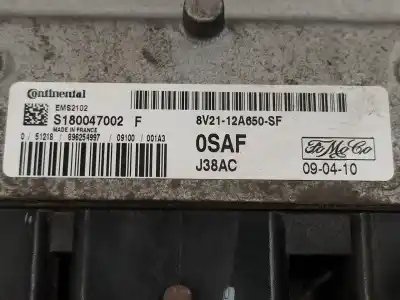 Continental
EMS2102
S180047002 F
MADE IN FRANCE
0 / 51218 / 696254997 / 09100 / 001A3
8V21-12A650-SF
0SAF
J38AC
FoMoCo
09-04-10